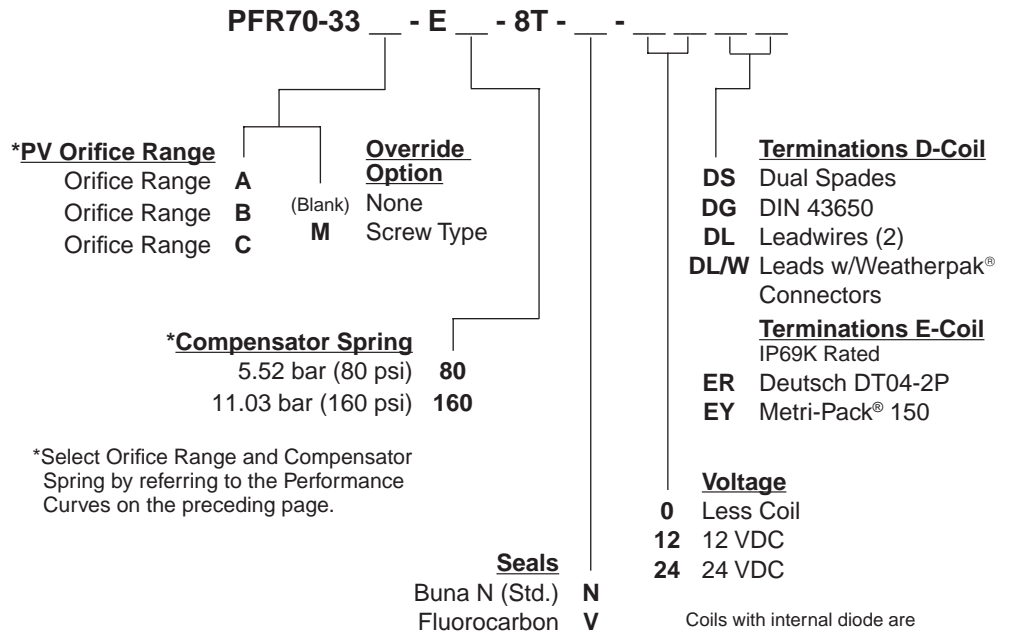 PFR70-33 __ - E __ - 8T - __ - __ __ __ __
*PV Orifice Range
Orifice Range A
Orifice Range B
Orifice Range C
Override
Option
(Blank) None
M Screw Type
Terminations D-Coil
DS Dual Spades
DG DIN 43650
DL Leadwires (2)
DL/W Leads w/Weatherpak®
Connectors
Terminations E-Coil
IP69K Rated
ER Deutsch DT04-2P
EY Metri-Pack® 150
*Compensator Spring
5.52 bar (80 psi) 80
11.03 bar (160 psi) 160
*Select Orifice Range and Compensator
Spring by referring to the Performance
Curves on the preceding page.
Voltage
0 Less Coil
12 12 VDC
24 24 VDC
Seals
Buna N (Std.) N
Fluorocarbon V
Coils with internal diode are